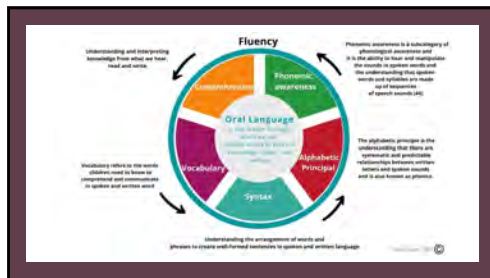 Fluency
Understanding and interpreting
knowledge from what we hear,
read and write.
Phonemic awareness is a subcategory of
phonological awareness and
it is the ability to hear and manipulate
the sounds in spoken words and
the understanding that spoken
words and syllables are made
up of sequences
of speech sounds
Comprehension
Phonemic
awareness
Oral Language
Vocabulary
Alphabetic
Principal
Syntax
The alphabetic principle is the
understanding that there are
systematic and predictable
relationships between written
letters and spoken sounds
and is also known as phonics.
Vocabulary refers to the words
children need to know to
comprehend and communicate
in spoken and written word
Understanding the arrangement of words and
phrases to create well-formed sentences in spoken and written language
©